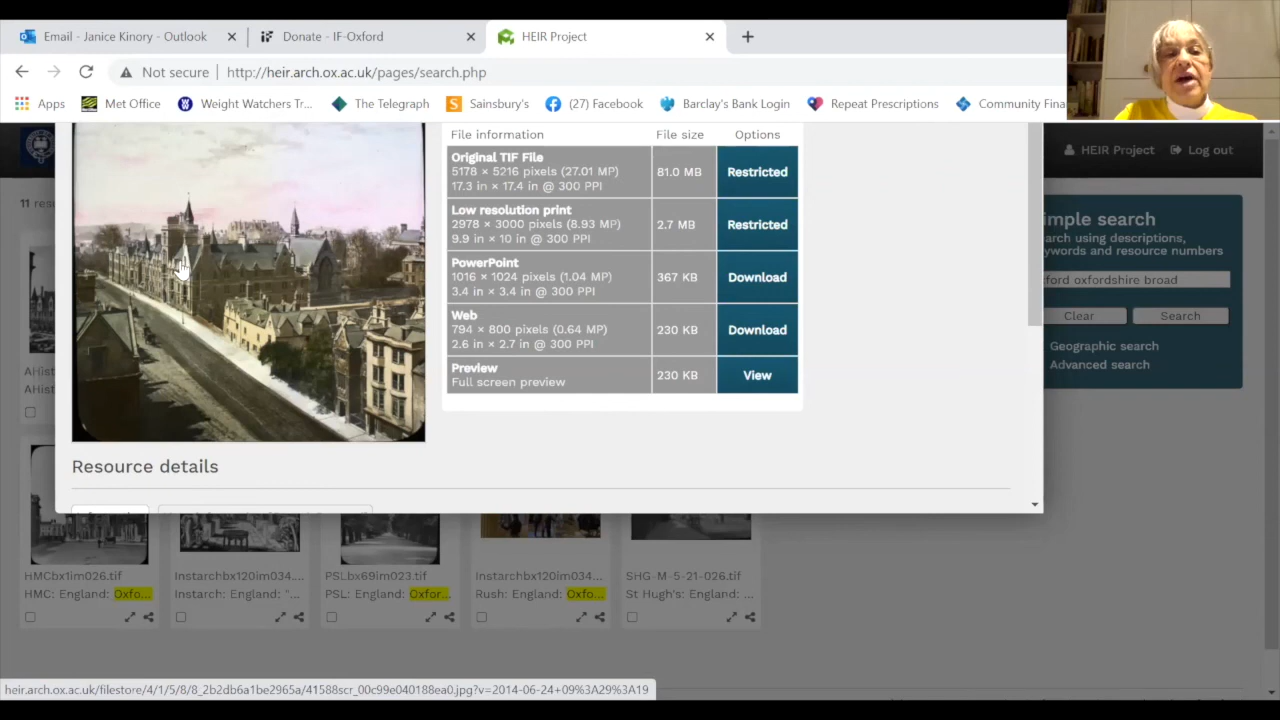 Email - Janice Kinory - Outlook
Donate - IF-Oxford
HEIR Project
Not secure
http://heir.arch.ox.ac.uk/pages/search.php
Apps
Met Office
Weight Watchers Tr...
The Telegraph
Sainsbury's
(27) Facebook
Barclay's Bank Login
Repeat Prescriptions
Community Fina
HEIR Project
Log out
File information
File size
Options
Original TIF File
5178 × 5216 pixels (27.01 MP)
17.3 in × 17.4 in @ 300 PPI
81.0 MB
Restricted
Low resolution print
2978 × 3000 pixels (8.93 MP)
9.9 in × 10 in @ 300 PPI
2.7 MB
Restricted
PowerPoint
1016 × 1024 pixels (1.04 MP)
3.4 in × 3.4 in @ 300 PPI
367 KB
Download
Web
794 × 800 pixels (0.64 MP)
2.6 in × 2.7 in @ 300 PPI
230 KB
Download
Preview
Full screen preview
230 KB
View
11 resu
imple search
arch using descriptions,
ywords and resource numbers
ford oxfordshire broad
Clear
Search
Geographic search
Advanced search
AHist
AHist
Resource details
HMCbx1im026.tif
HMC: England: Oxfo...
Instarchbx120im034...
Instarch: England: "...
PSLbx69im023.tif
PSL: England: Oxfor...
Instarchbx120im034...
Rush: England: Oxfo...
SHG-M-5-21-026.tif
St Hugh's: England: ...
heir.arch.ox.ac.uk/filestore/4/1/5/8/8_2b2db6a1be2965a/41588scr_00c99e040188ea0.jpg?v=2014-06-24+09%3A29%3A19